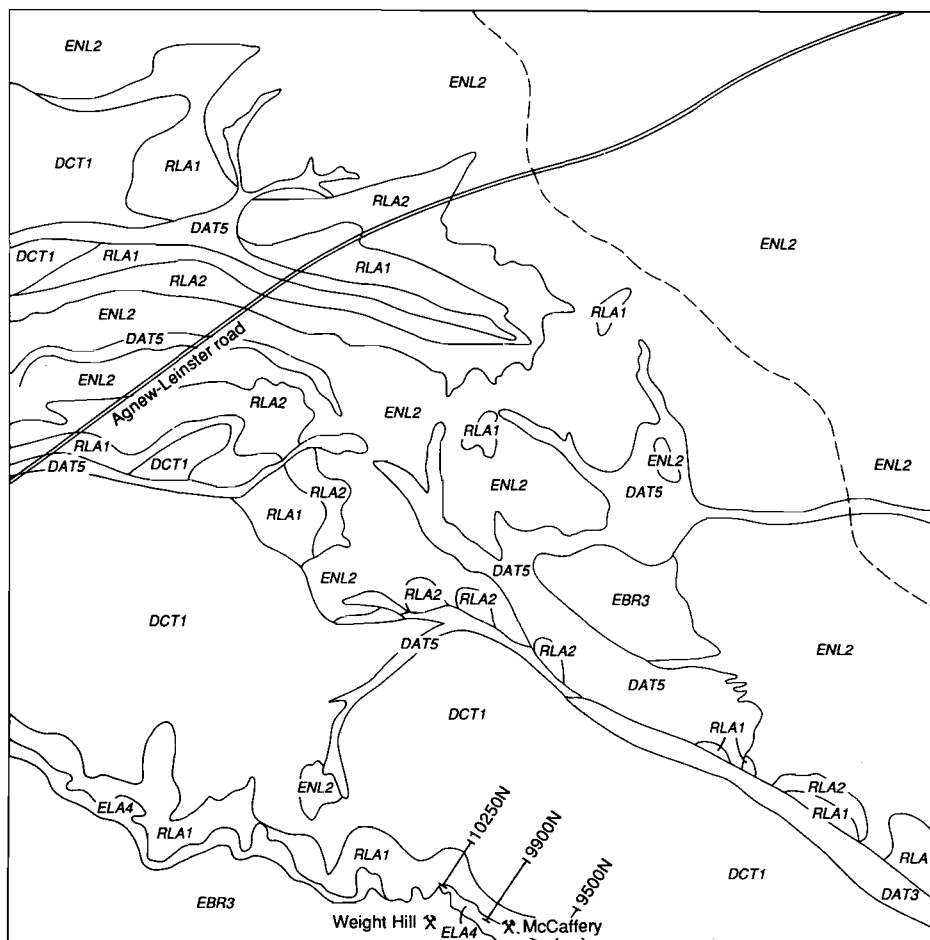 ENL2
ENL2
DCT1
RLA1
RLA2
DAT5
ENL2
DCT1
RLA1
RLA1
RLA2
RLA1
ENL2
DAT5
Agnew-Leinster road
ENL2
RLA2
ENL2
RLA1
RLA1
ENL2
ENL2
DCT1
DAT5
ENL2
DAT5
RLA2
RLA1
DAT5
ENL2
RLA2
RLA2
EBR3
DCT1
DAT5
RLA2
ENL2
DAT5
DCT1
RLA1
ENL2
RLA2
ELA4
RLA1
RLA1
10250N
9900N
RLA1
RLA
9500N
DCT1
DAT3
EBR3
Weight Hill
McCaffery
ELA4